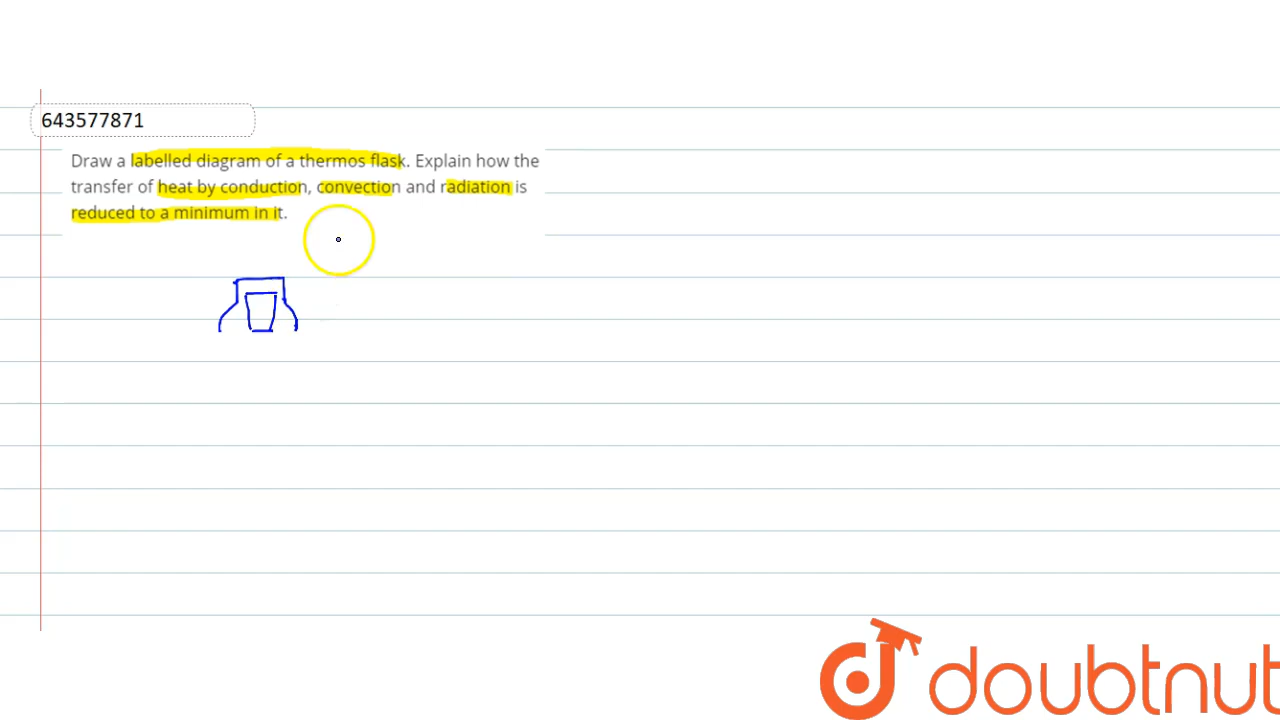 643577871
Draw a labelled diagram of a thermos flask. Explain how the
transfer of heat by conduction, convection and radiation is
reduced to a minimum in it.
doubtnut